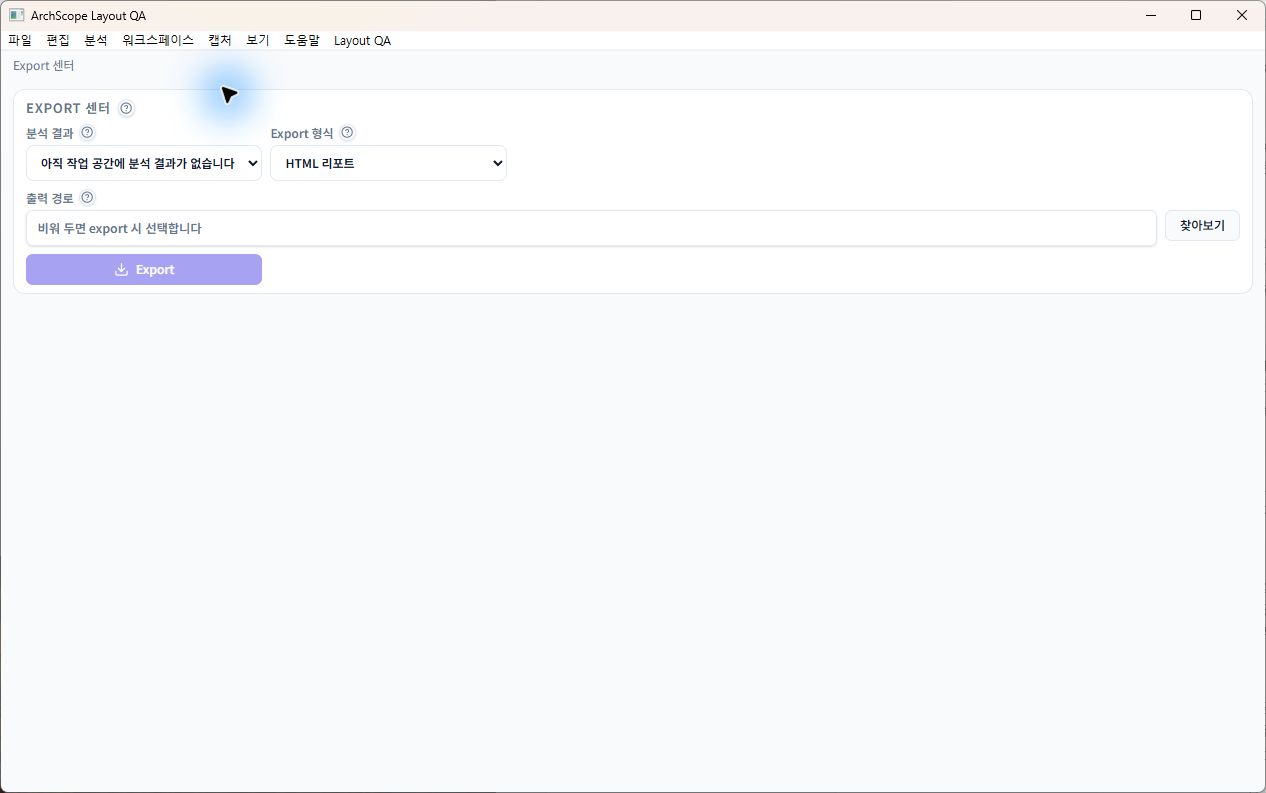 ArchScope Layout QA
파일 편집 분석 워크스페이스 캡처 보기 도움말 Layout QA
Export 센터
EXPORT 센터
분석 결과 Export 형식
아직 작업 공간에 분석 결과가 없습니다 HTML 리포트
출력 경로
비워 두면 export 시 선택합니다 찾아보기
Export